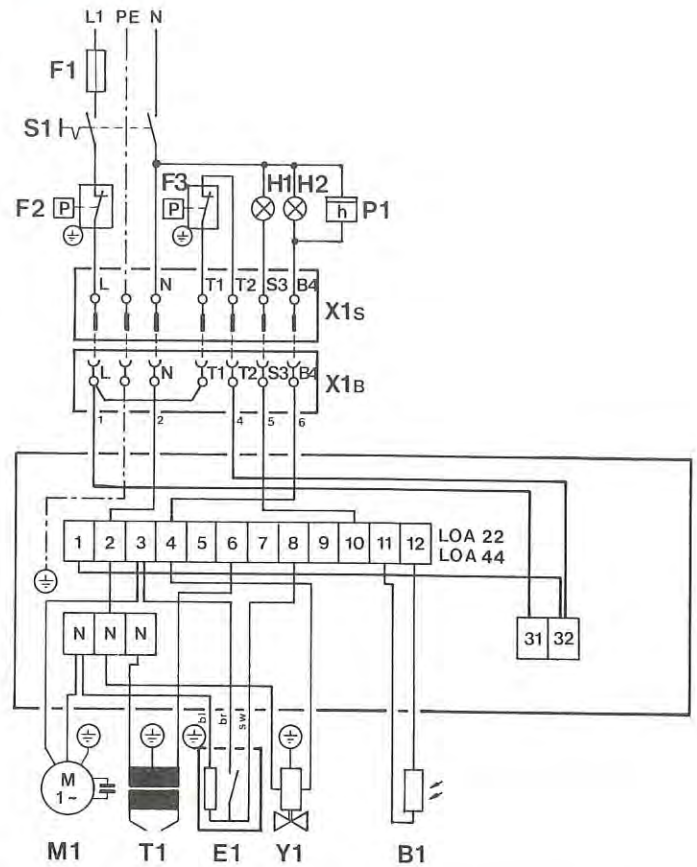 L1 PE N
F1
S1
F2 P
F3 P
H1 H2
h P1
L N T1 T2 S3 B4
X1s
L N T1 T2 S3 B4
X1B
1 2 4 5 6
1 2 3 4 5 6 7 8 9 10 11 12
LOA 22
LOA 44
N N N
31 32
bl br sw
M
1~
M1 T1 E1 Y1 B1